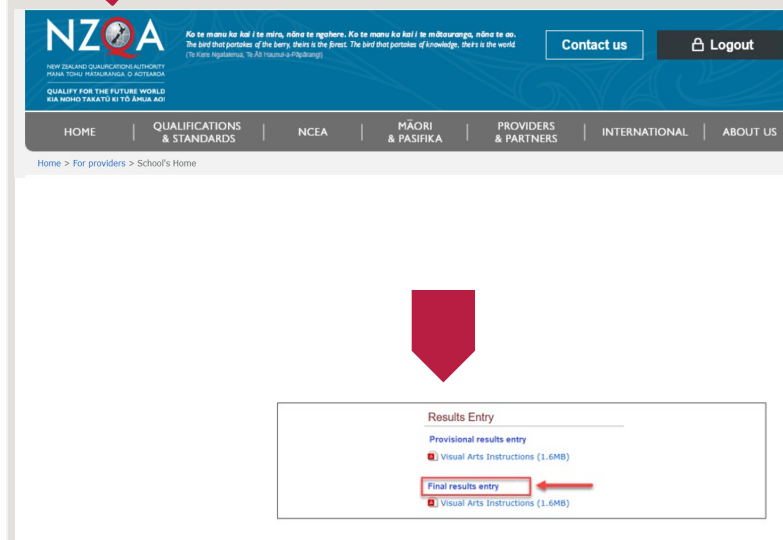 NZQA
NEW ZEALAND QUALIFICATIONS AUTHORITY
MANA TOHU MĀTAURANGA O AOTEAROA
QUALIFY FOR THE FUTURE WORLD
KIA NOHO TAKATŪ KI TŌ ĀMUA AO!
Ko te manu ka kai i te miro, nōna te ngahere. Ko te manu ka kai i te mātauranga, nōna te ao.
The bird that partakes of the berry, theirs is the forest. The bird that partakes of knowledge, theirs is the world.
Contact us
Logout
HOME
QUALIFICATIONS
& STANDARDS
NCEA
MĀORI
& PASIFIKA
PROVIDERS
& PARTNERS
INTERNATIONAL
ABOUT US
Home > For providers > School's Home
Results Entry
Provisional results entry
Visual Arts Instructions (1.6MB)
Final results entry
Visual Arts Instructions (1.6MB)